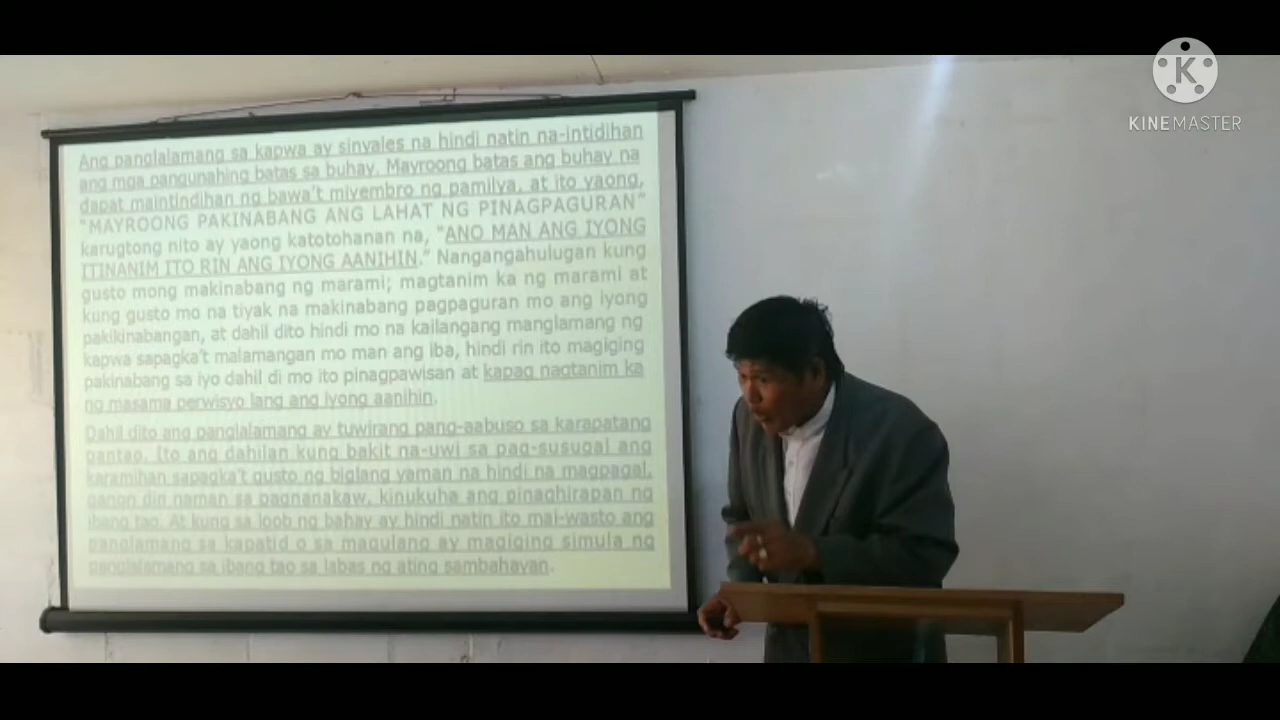 Ang panglalamang sa kapwa ay sinyales na hindi natin na-intidihan
ang mga pangunahing batas sa buhay. Mayroong batas ang buhay na
dapat maintindihan ng bawa't miyembro ng pamilya, at ito yaong,
"MAYROONG PAKINABANG ANG LAHAT NG PINAGPAGURAN"
karugtong nito ay yaong katotohanan na, "ANO MAN ANG IYONG
ITINANIM ITO RIN ANG IYONG AANIHIN." Nangangahulugan kung
gusto mong makinabang ng marami; magtanim ka ng marami at
kung gusto mo na tiyak na makinabang pagpaguran mo ang iyong
pakikinabangan, at dahil dito hindi mo na kailangang manglamang ng
kapwa sapagka't malamangan mo man ang iba, hindi rin ito magiging
pakinabang sa iyo dahil di mo ito pinagpawisan at kapag nagtanim ka
ng masama perwisyo lang ang iyong aanihin.
Dahil dito ang panglalamang ay tuwirang pang-aabuso sa karapatang
pantao. Ito ang dahilan kung bakit na-uwi sa pag-susugal ang
karamihan sapagka't gusto ng biglang yaman na hindi na magpagal,
ganon din naman sa pagnanakaw, kinukuha ang pinaghirapan ng
ibang tao. At kung sa loob ng bahay ay hindi natin ito mai-wasto ang
panglamang sa kapatid o sa magulang ay magiging simula ng
panglalamang sa ibang tao sa labas ng ating sambahayan.
K
KINEMASTER